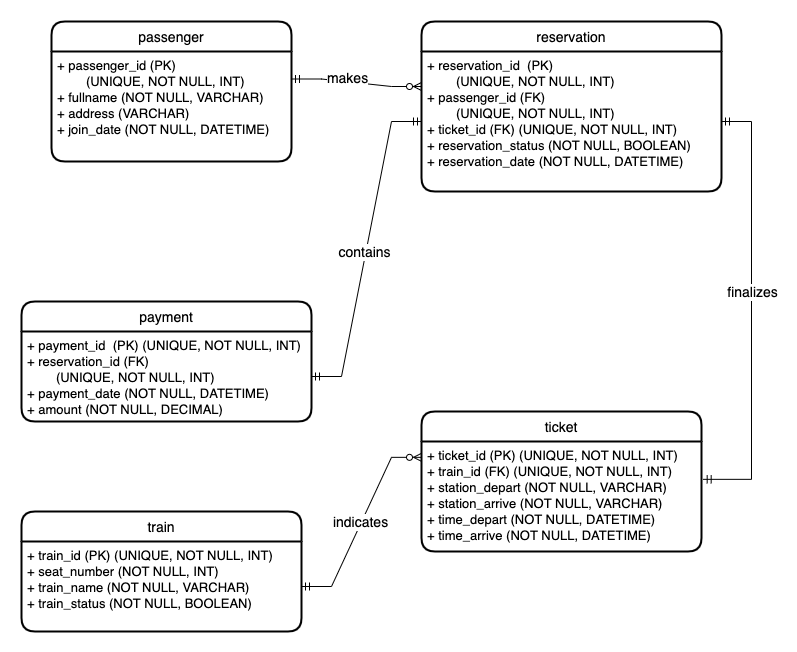 passenger
+ passenger_id (PK)
(UNIQUE, NOT NULL, INT)
+ fullname (NOT NULL, VARCHAR)
+ address (VARCHAR)
+ join_date (NOT NULL, DATETIME)
makes
reservation
+ reservation_id  (PK)
(UNIQUE, NOT NULL, INT)
+ passenger_id (FK)
(UNIQUE, NOT NULL, INT)
+ ticket_id (FK) (UNIQUE, NOT NULL, INT)
+ reservation_status (NOT NULL, BOOLEAN)
+ reservation_date (NOT NULL, DATETIME)
contains
finalizes
payment
+ payment_id  (PK) (UNIQUE, NOT NULL, INT)
+ reservation_id (FK)
(UNIQUE, NOT NULL, INT)
+ payment_date (NOT NULL, DATETIME)
+ amount (NOT NULL, DECIMAL)
ticket
+ ticket_id (PK) (UNIQUE, NOT NULL, INT)
+ train_id (FK) (UNIQUE, NOT NULL, INT)
+ station_depart (NOT NULL, VARCHAR)
+ station_arrive (NOT NULL, VARCHAR)
+ time_depart (NOT NULL, DATETIME)
+ time_arrive (NOT NULL, DATETIME)
indicates
train
+ train_id (PK) (UNIQUE, NOT NULL, INT)
+ seat_number (NOT NULL, INT)
+ train_name (NOT NULL, VARCHAR)
+ train_status (NOT NULL, BOOLEAN)